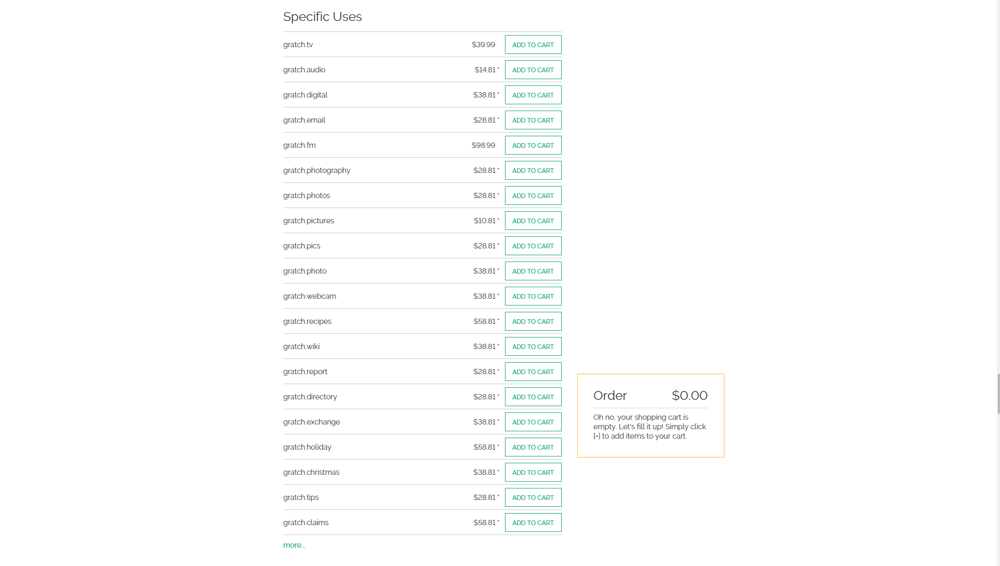 Specific Uses
gratch.tv $39.99 ADD TO CART
gratch.audio $14.81 * ADD TO CART
gratch.digital $38.81 * ADD TO CART
gratch.email $28.81 * ADD TO CART
gratch.fm $98.99 ADD TO CART
gratch.photography $28.81 * ADD TO CART
gratch.photos $28.81 * ADD TO CART
gratch.pictures $10.81 * ADD TO CART
gratch.pics $28.81 * ADD TO CART
gratch.photo $38.81 * ADD TO CART
gratch.webcam $38.81 * ADD TO CART
gratch.recipes $58.81 * ADD TO CART
gratch.wiki $38.81 * ADD TO CART
gratch.report $28.81 * ADD TO CART
gratch.directory $28.81 * ADD TO CART
gratch.exchange $38.81 * ADD TO CART
gratch.holiday $58.81 * ADD TO CART
gratch.christmas $38.81 * ADD TO CART
gratch.tips $28.81 * ADD TO CART
gratch.claims $58.81 * ADD TO CART
more...
Order $0.00
Oh no, your shopping cart is
empty. Let's fill it up! Simply click
[+] to add items to your cart.